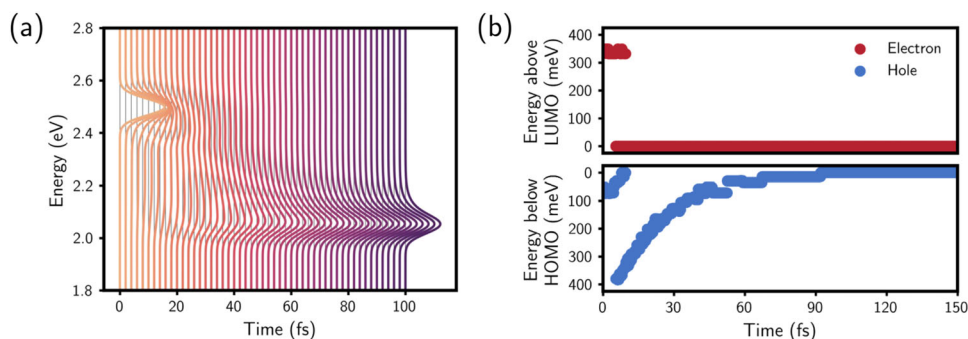 (a)
2.8
2.6
2.4
2.2
2.0
1.8
Energy (eV)
0 20 40 60 80 100
Time (fs)
(b)
400
300
200
100
0
Energy above
LUMO (meV)
Electron
Hole
0
100
200
300
400
Energy below
HOMO (meV)
0 30 60 90 120 150
Time (fs)